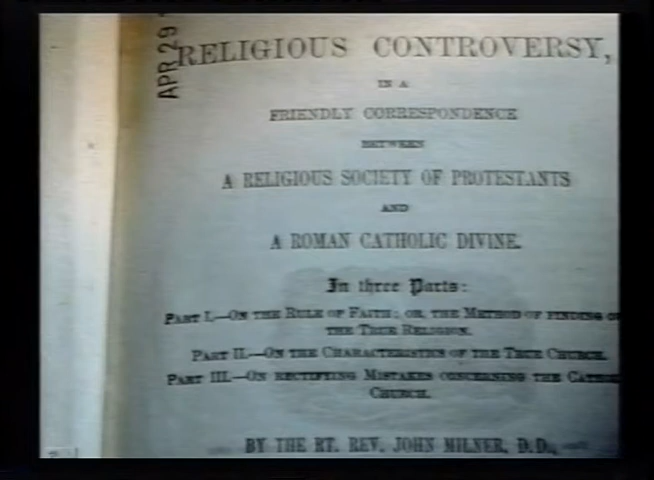 APR 29
RELIGIOUS CONTROVERSY,
IN A
FRIENDLY CORRESPONDENCE
BETWEEN
A RELIGIOUS SOCIETY OF PROTESTANTS
AND
A ROMAN CATHOLIC DIVINE.
In three Parts:
PART I.—ON THE RULE OF FAITH; OR, THE METHOD OF FINDING O
THE TRUE RELIGION.
PART II.—ON THE CHARACTERISTICS OF THE TRUE CHURCH.
PART III.—ON RECTIFYING MISTAKES CONCERNING THE CATHO
CHURCH.
BY THE RT. REV. JOHN MILNER, D.D.,